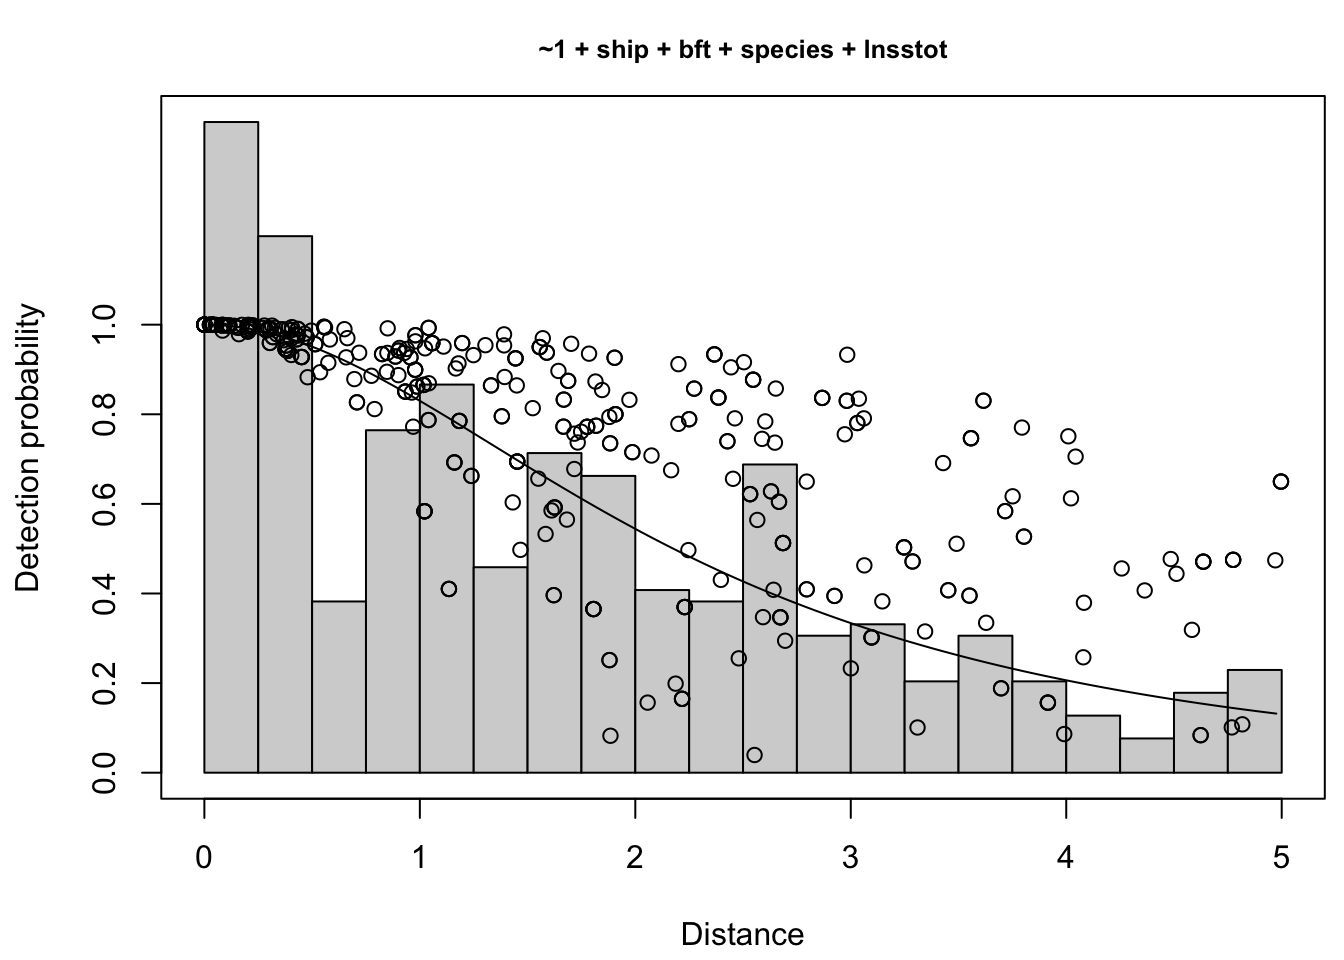 ~1 + ship + bft + species + lnsstot
Detection probability
1.0
0.8
0.6
0.4
0.2
0.0
0 1 2 3 4 5
Distance